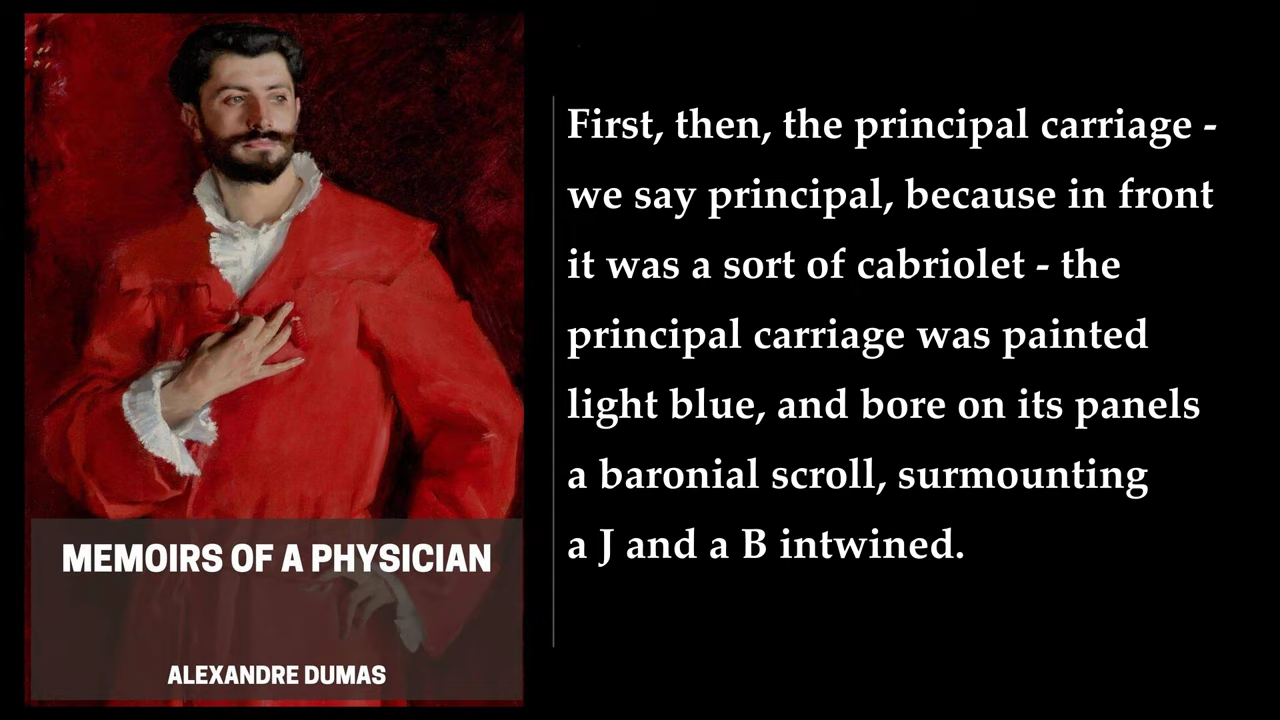 MEMOIRS OF A PHYSICIAN
ALEXANDRE DUMAS
First, then, the principal carriage -
we say principal, because in front
it was a sort of cabriolet - the
principal carriage was painted
light blue, and bore on its panels
a baronial scroll, surmounting
a J and a B intwined.